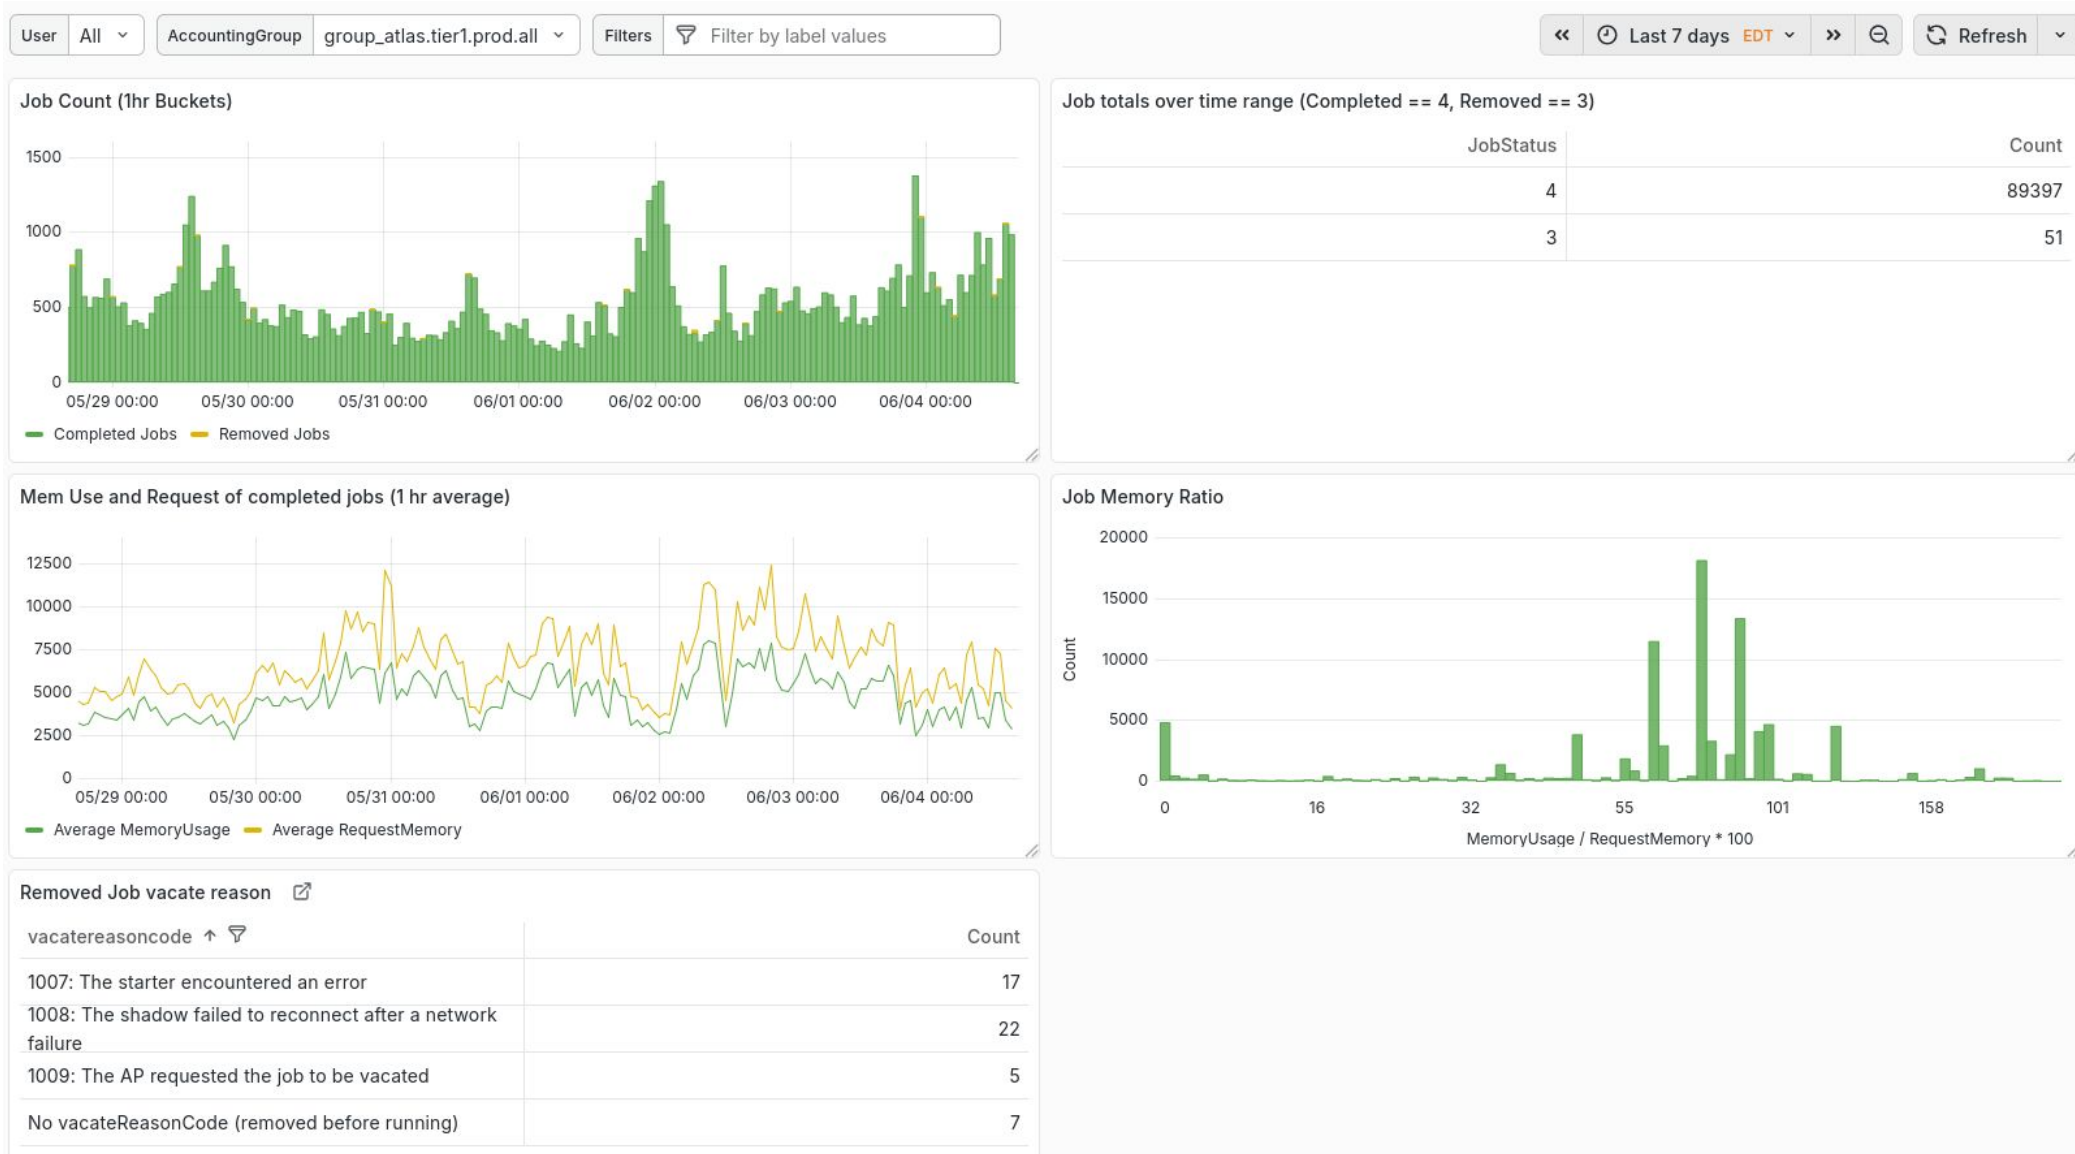 User All AccountingGroup group_atlas.tier1.prod.all Filters Filter by label values Last 7 days EDT Refresh
Job Count (1hr Buckets)
1500
1000
500
0
05/29 00:00 05/30 00:00 05/31 00:00 06/01 00:00 06/02 00:00 06/03 00:00 06/04 00:00
Completed Jobs Removed Jobs
Job totals over time range (Completed == 4, Removed == 3)
JobStatus Count
4 89397
3 51
Mem Use and Request of completed jobs (1 hr average)
12500
10000
7500
5000
2500
0
05/29 00:00 05/30 00:00 05/31 00:00 06/01 00:00 06/02 00:00 06/03 00:00 06/04 00:00
Average MemoryUsage Average RequestMemory
Job Memory Ratio
Count
20000
15000
10000
5000
0
0 16 32 55 101 158
MemoryUsage / RequestMemory * 100
Removed Job vacate reason
vacatereasoncode Count
1007: The starter encountered an error 17
1008: The shadow failed to reconnect after a network
failure 22
1009: The AP requested the job to be vacated 5
No vacateReasonCode (removed before running) 7